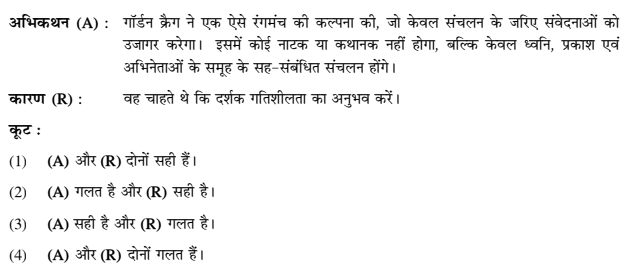 अभिकथन (A) : गॉर्डन क्रैग ने एक ऐसे रंगमंच की कल्पना की, जो केवल संचलन के जरिए संवेदनाओं को
उजागर करेगा। इसमें कोई नाटक या कथानक नहीं होगा, बल्कि केवल ध्वनि, प्रकाश एवं
अभिनेताओं के समूह के सह-संबंधित संचलन होंगे।
कारण (R) : वह चाहते थे कि दर्शक गतिशीलता का अनुभव करें।
कूट :
(1) (A) और (R) दोनों सही हैं।
(2) (A) गलत है और (R) सही है।
(3) (A) सही है और (R) गलत है।
(4) (A) और (R) दोनों गलत हैं।